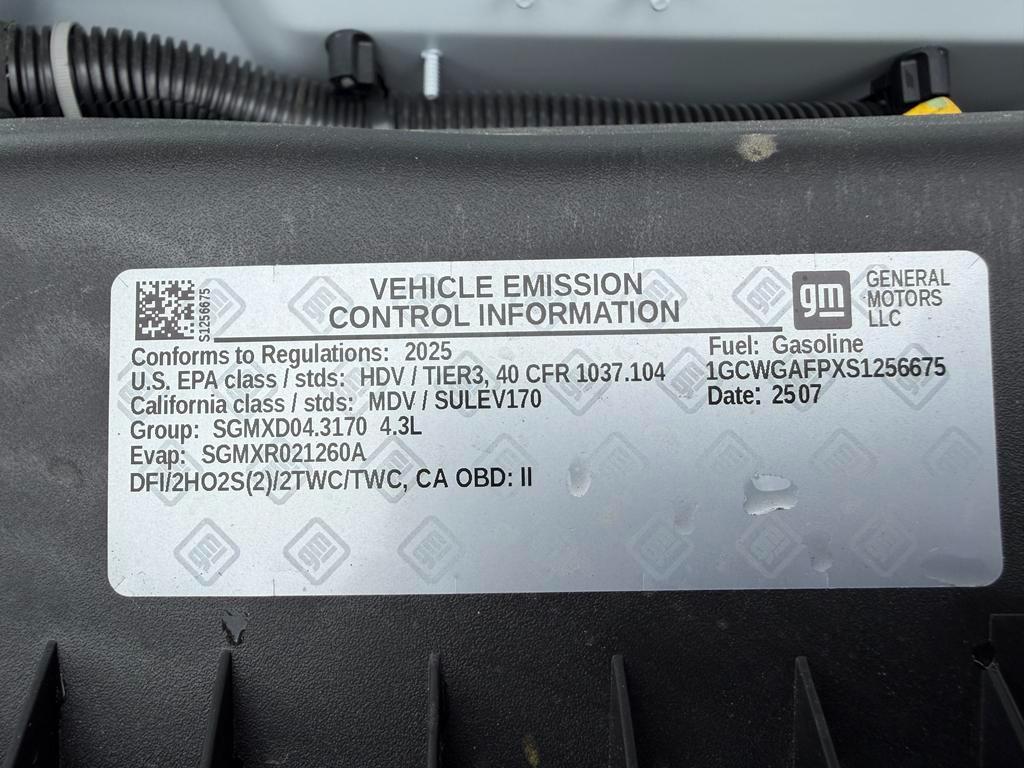 S1256675
VEHICLE EMISSION
CONTROL INFORMATION
gm
GENERAL
MOTORS
LLC
Conforms to Regulations: 2025
Fuel: Gasoline
U.S. EPA class / stds: HDV / TIER3, 40 CFR 1037.104
1GCWGAFPXS1256675
California class / stds: MDV / SULEV170
Date: 2507
Group: SGMXD04.3170 4.3L
Evap: SGMXR021260A
DFI/2HO2S(2)/2TWC/TWC, CA OBD: II